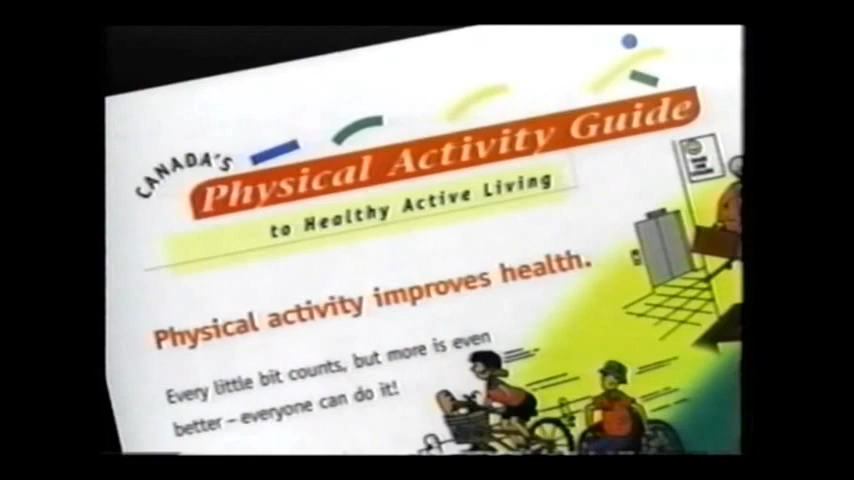 CANADA'S
Physical Activity Guide
to Healthy Active Living
Physical activity improves health.
Every little bit counts, but more is even
better – everyone can do it!